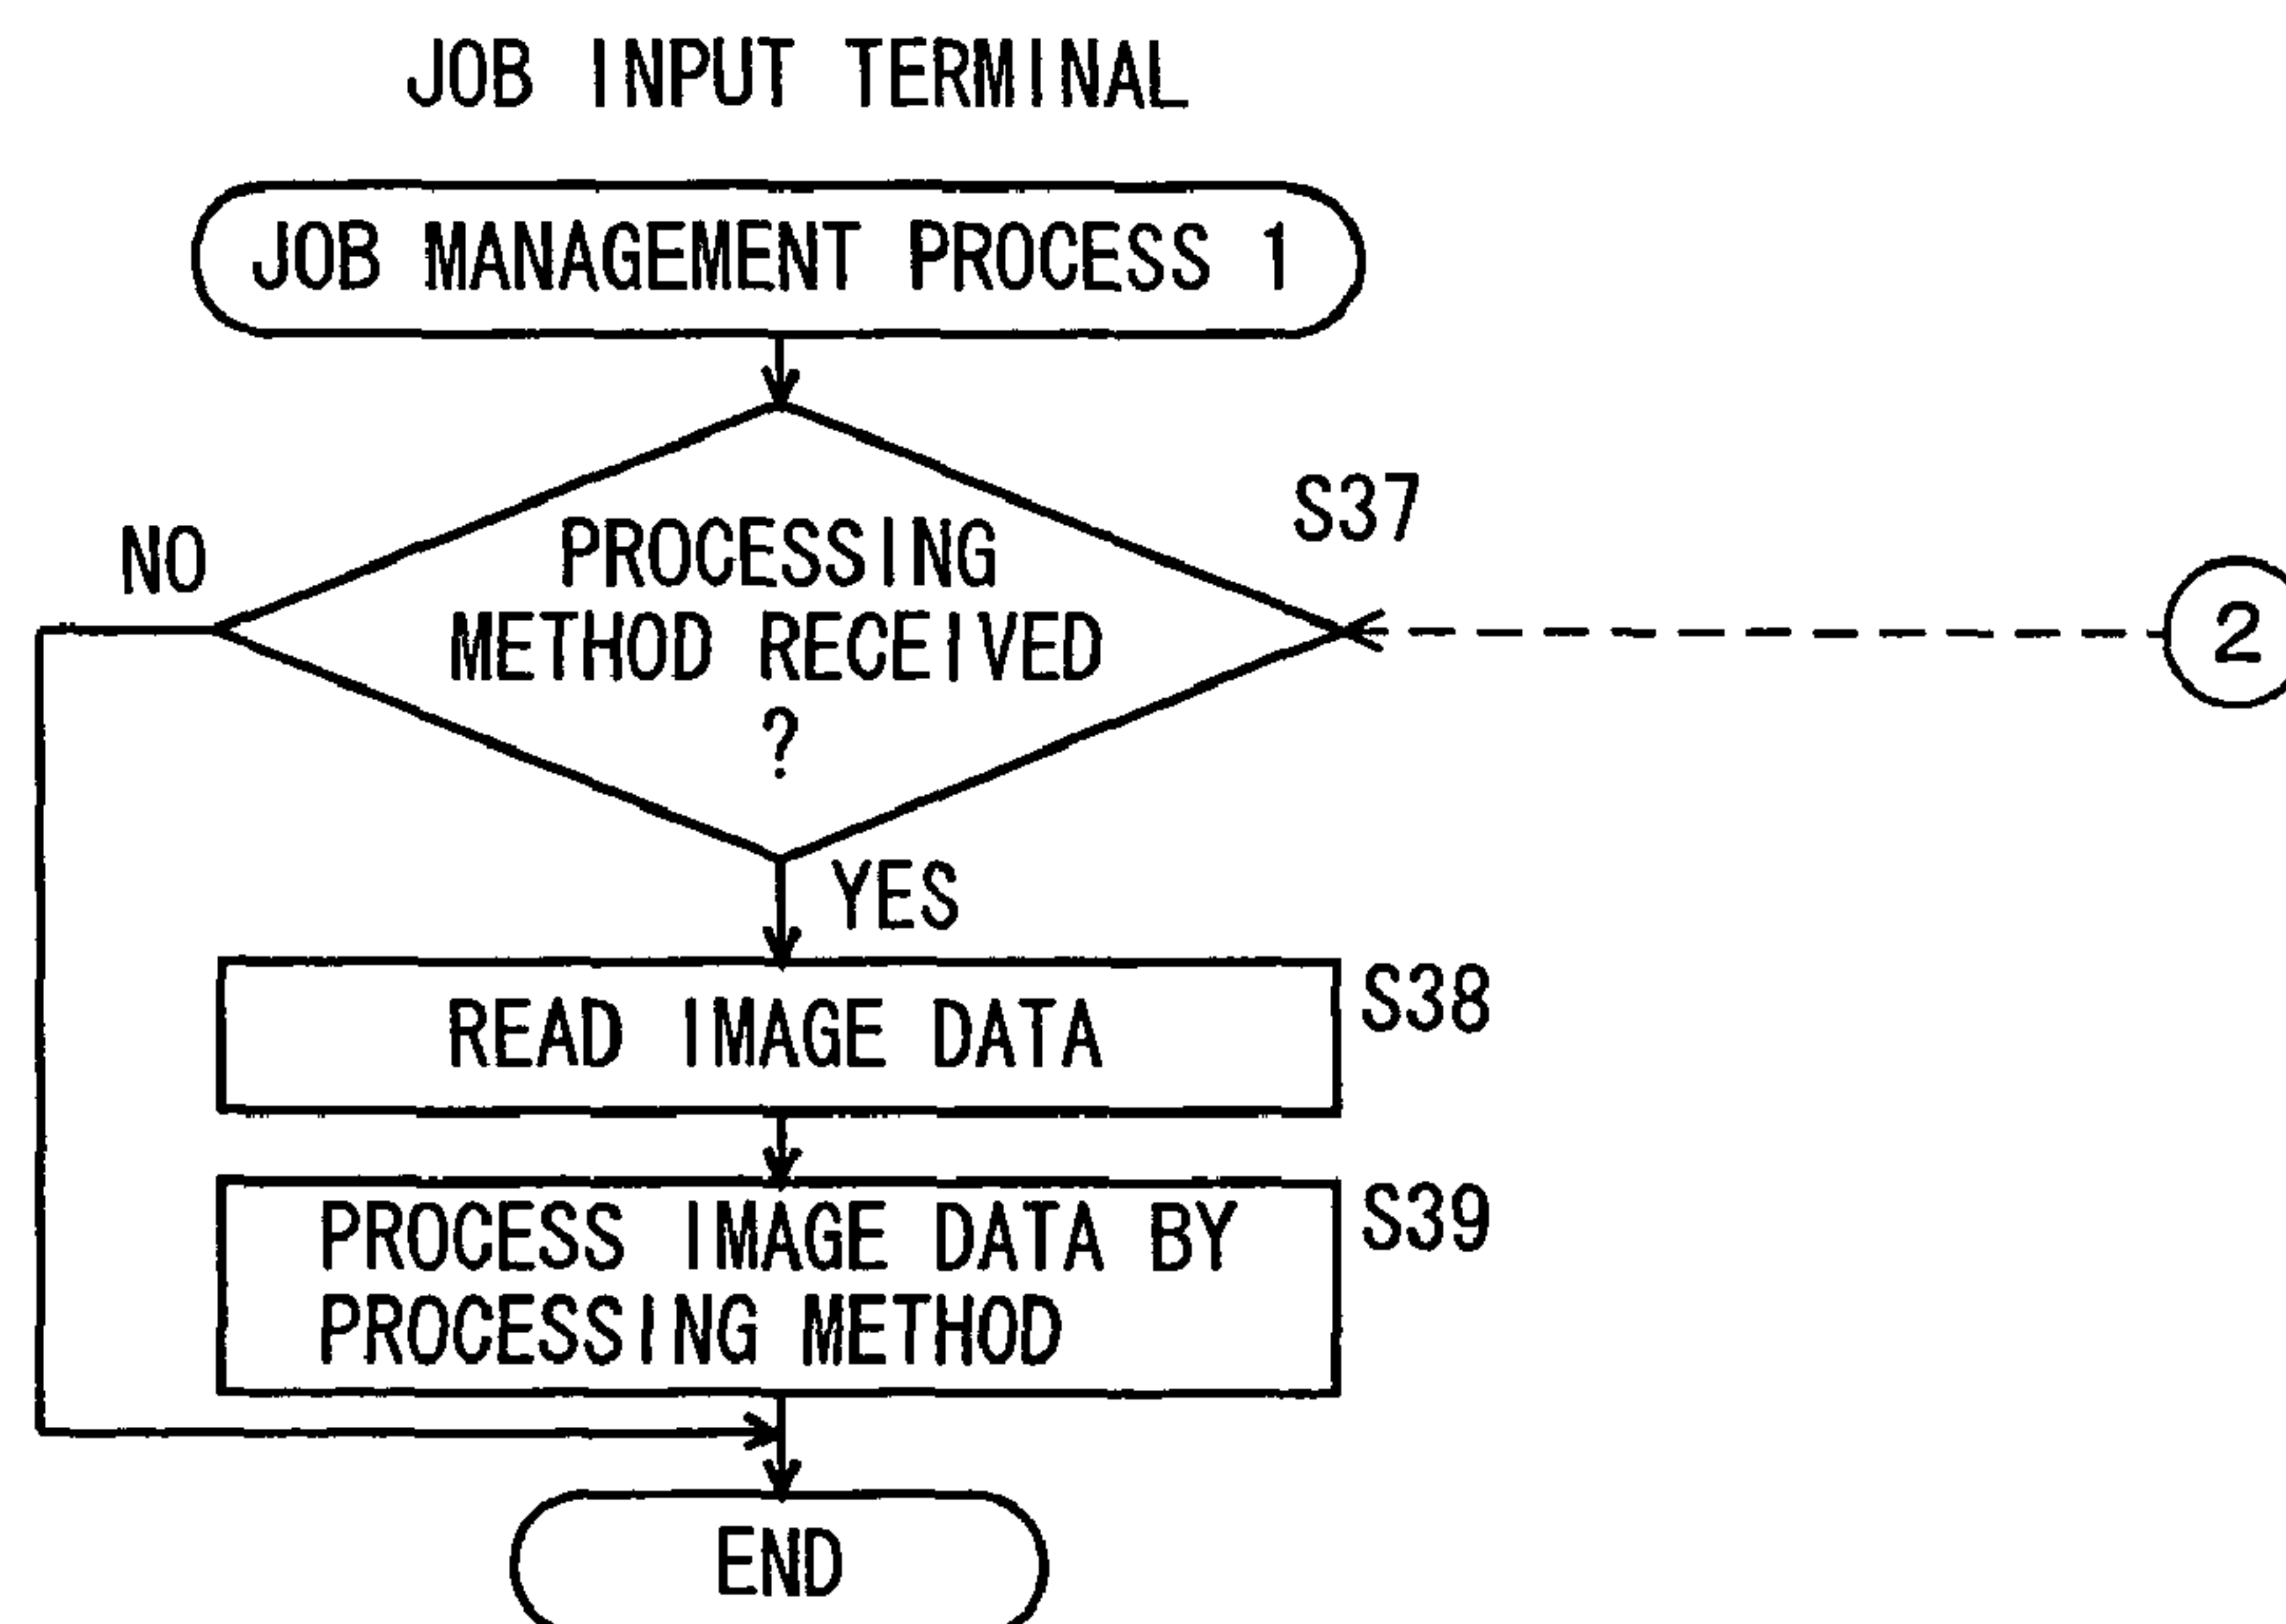 JOB INPUT TERMINAL
JOB MANAGEMENT PROCESS 1
S37
PROCESSING
METHOD RECEIVED
?
NO
2
YES
READ IMAGE DATA
S38
PROCESS IMAGE DATA BY
PROCESSING METHOD
S39
END